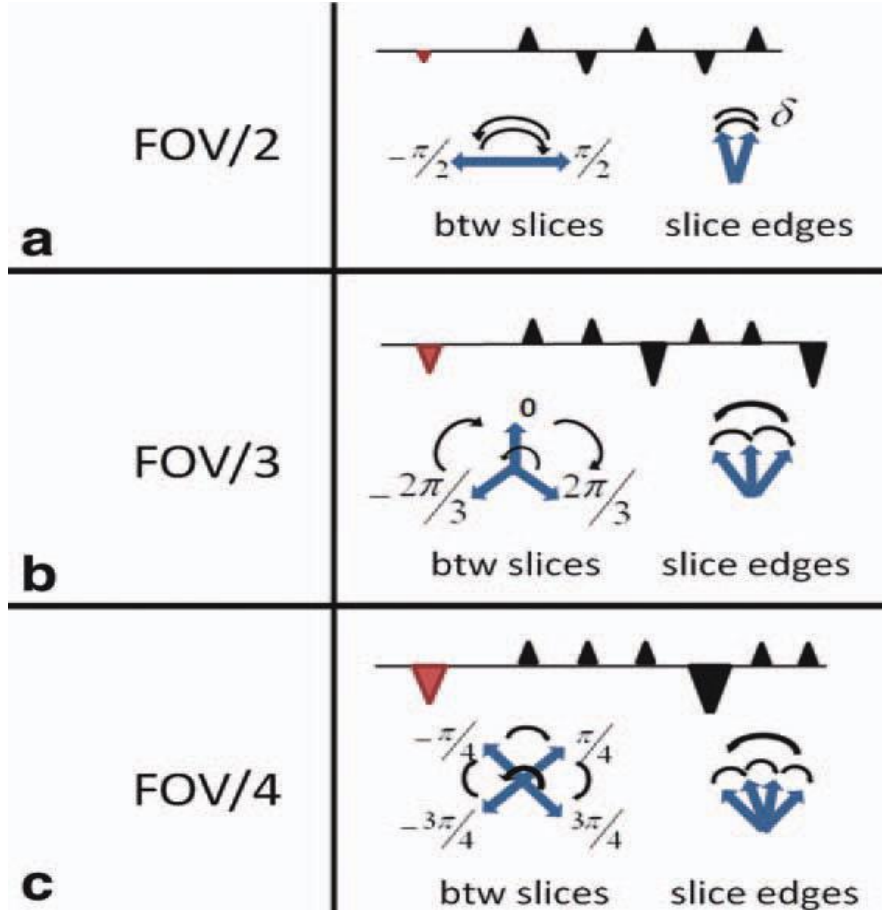 FOV/2
-π/2
π/2
δ
btw slices
slice edges
a
FOV/3
0
-2π/3
2π/3
btw slices
slice edges
b
FOV/4
-π/4
π/4
-3π/4
3π/4
btw slices
slice edges
c